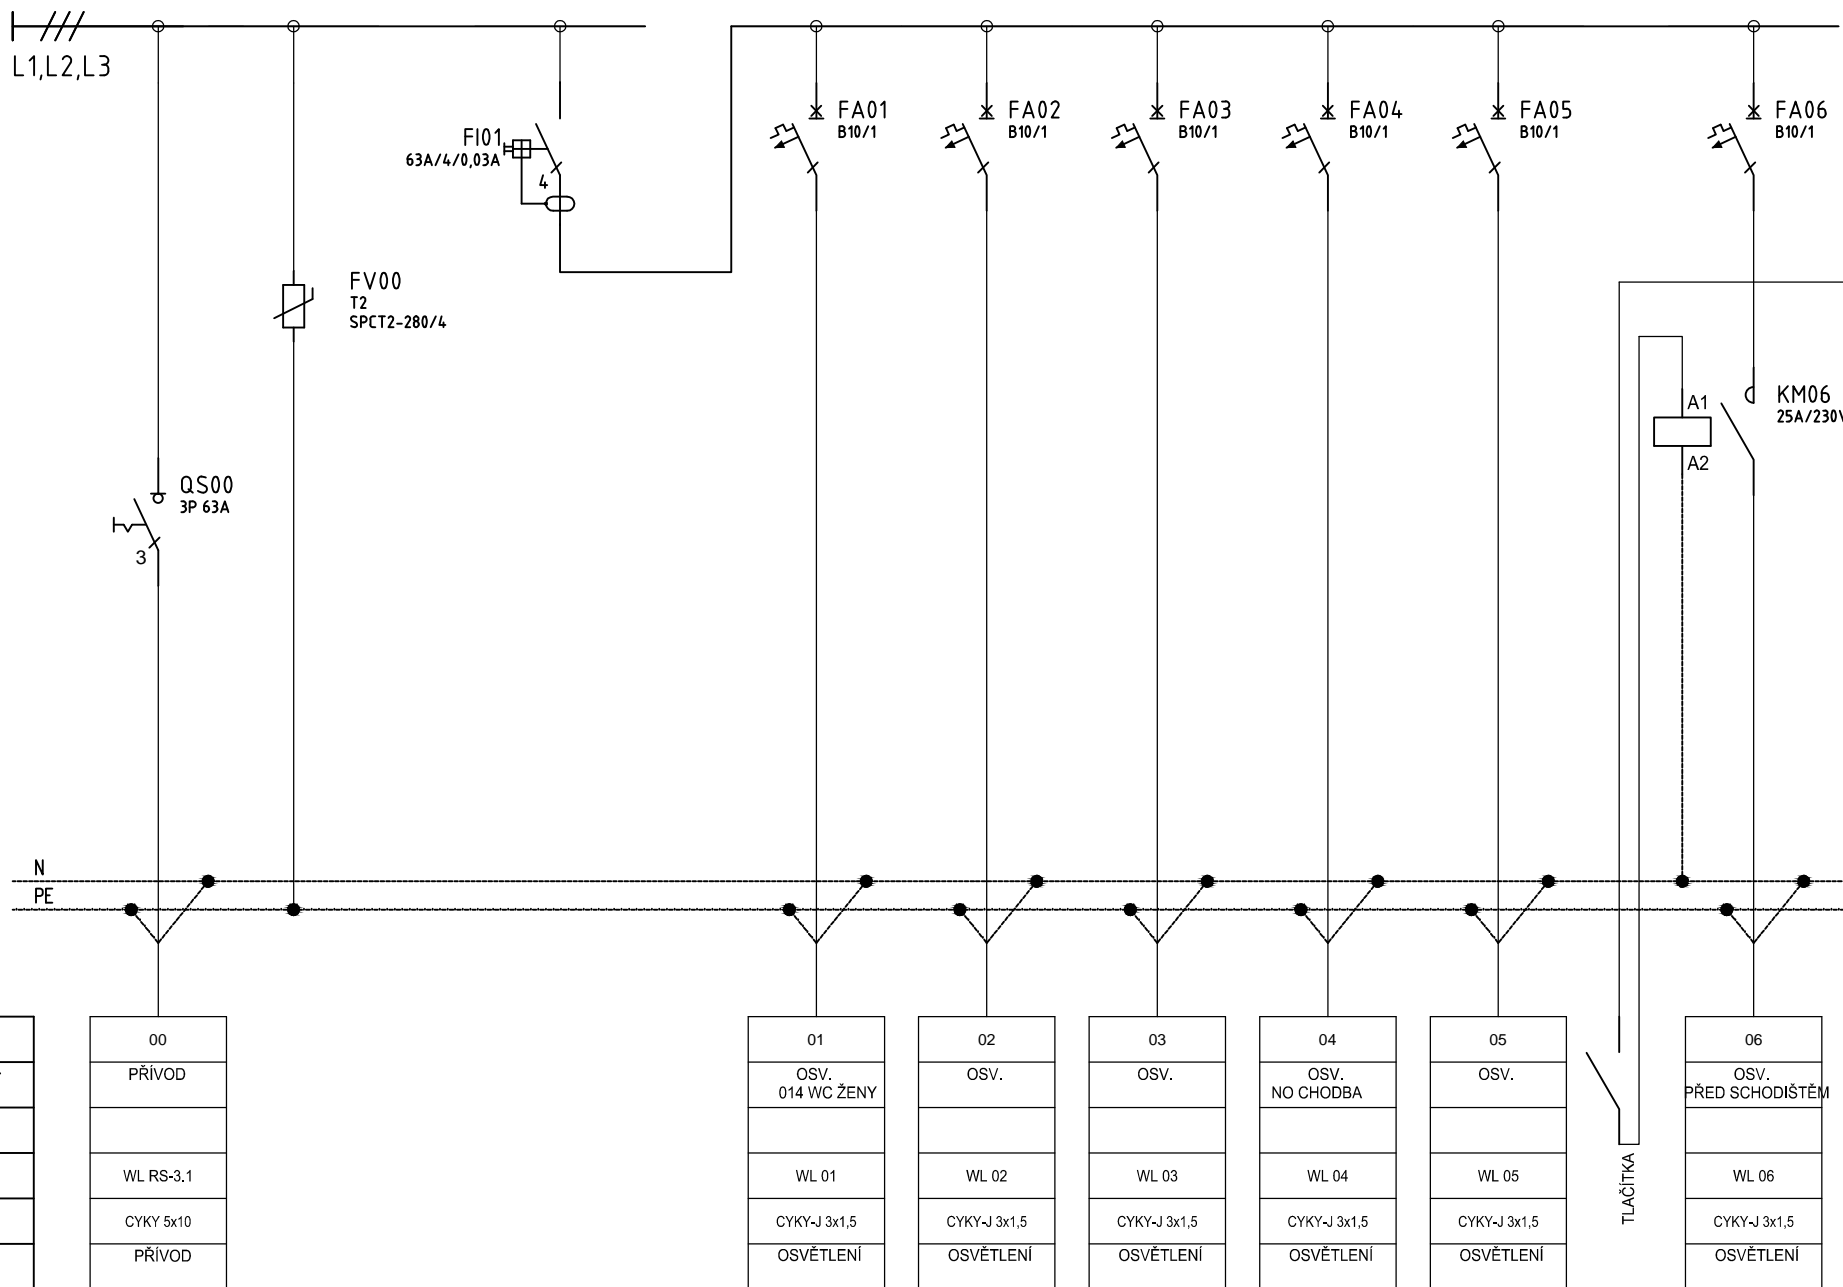 L1,L2,L3
FI01
63A/4/0,03A
4
FA01
B10/1
FA02
B10/1
FA03
B10/1
FA04
B10/1
FA05
B10/1
FA06
B10/1
FV00
T2
SPCT2-280/4
A1
A2
KM06
25A/230V
QS00
3P 63A
3
N
PE
00
PŘÍVOD
WL RS-3.1
CYKY 5x10
PŘÍVOD
01
OSV.
014 WC ŽENY
WL 01
CYKY-J 3x1,5
OSVĚTLENÍ
02
OSV.
WL 02
CYKY-J 3x1,5
OSVĚTLENÍ
03
OSV.
WL 03
CYKY-J 3x1,5
OSVĚTLENÍ
04
OSV.
NO CHODBA
WL 04
CYKY-J 3x1,5
OSVĚTLENÍ
05
OSV.
WL 05
CYKY-J 3x1,5
OSVĚTLENÍ
TLAČÍTKA
06
OSV.
PŘED SCHODIŠTĚM
WL 06
CYKY-J 3x1,5
OSVĚTLENÍ